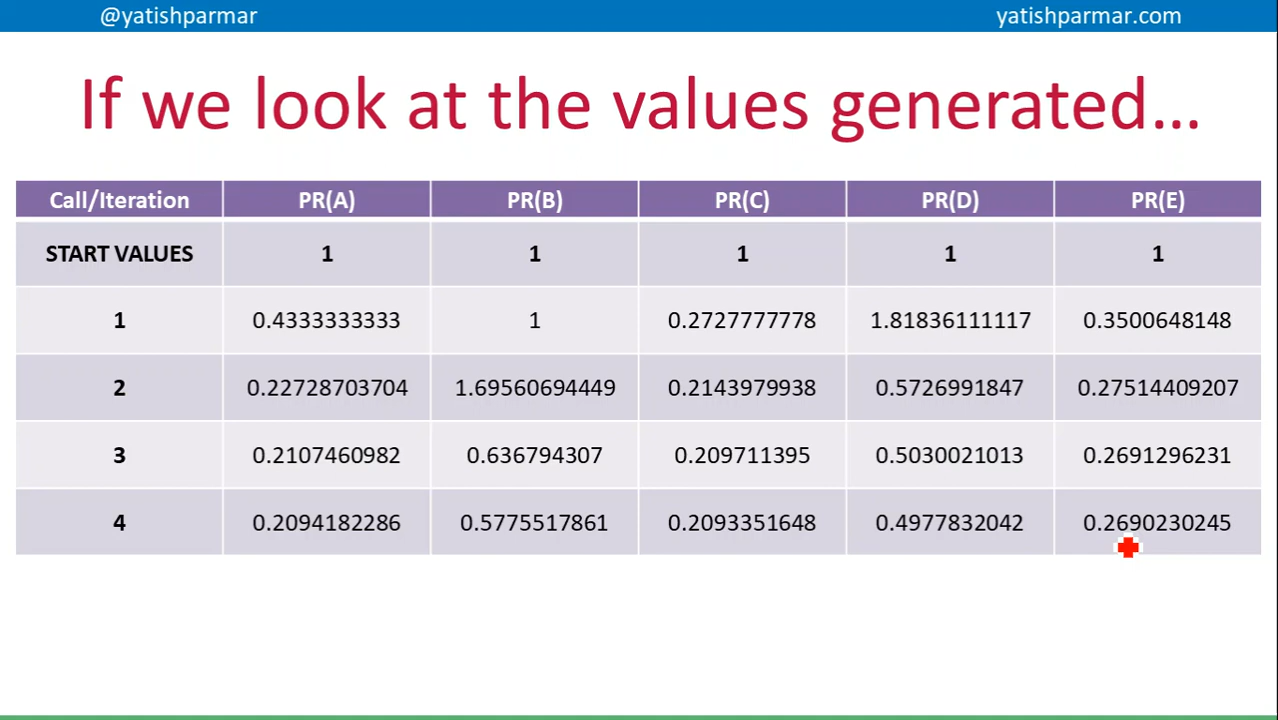 @yatishparmar yatishparmar.com
If we look at the values generated...
Call/Iteration PR(A) PR(B) PR(C) PR(D) PR(E)
START VALUES 1 1 1 1 1
1 0.4333333333 1 0.2727777778 1.81836111117 0.3500648148
2 0.22728703704 1.69560694449 0.2143979938 0.5726991847 0.27514409207
3 0.2107460982 0.636794307 0.209711395 0.5030021013 0.2691296231
4 0.2094182286 0.5775517861 0.2093351648 0.4977832042 0.2690230245